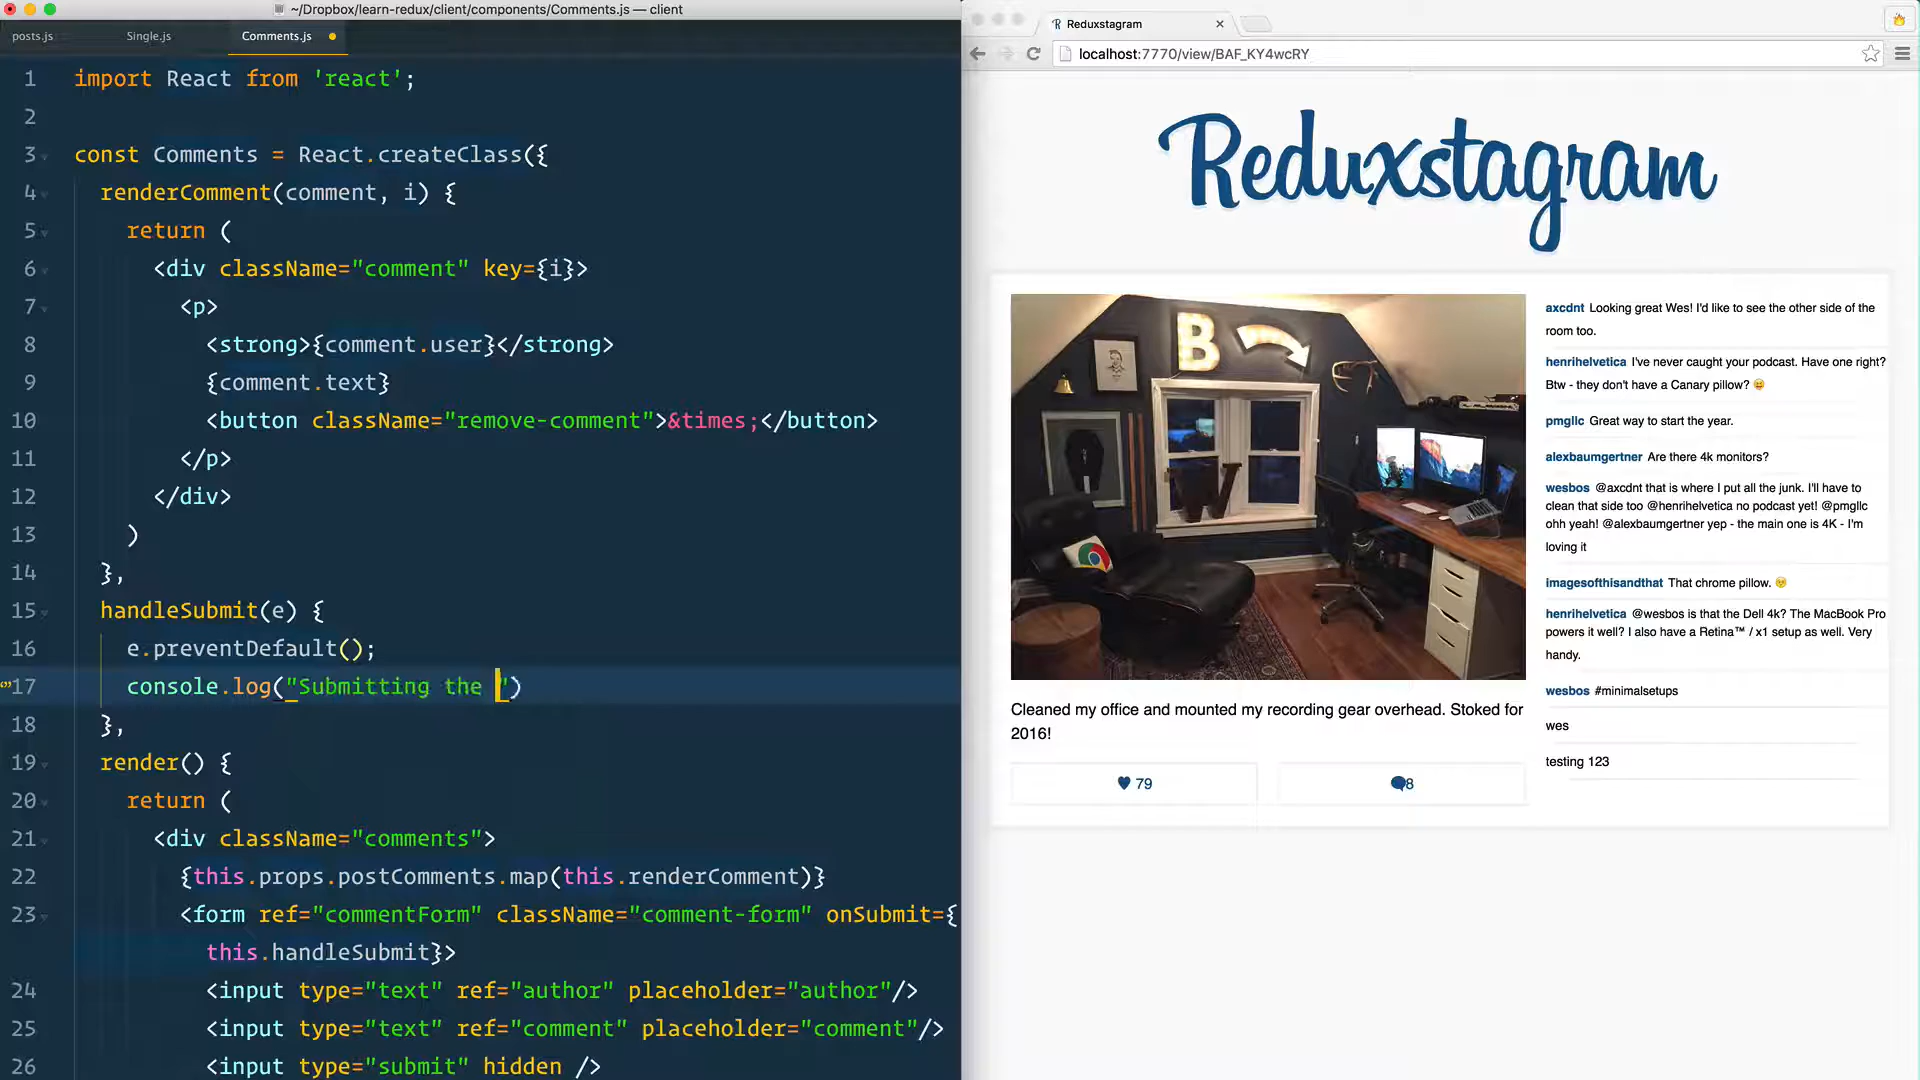 ~/Dropbox/learn-redux/client/components/Comments.js — client
posts.js
Single.js
Comments.js
1 import React from 'react';
2
3 const Comments = React.createClass({
4 renderComment(comment, i) {
5 return (
6 <div className="comment" key={i}>
7 <p>
8 <strong>{comment.user}</strong>
9 {comment.text}
10 <button className="remove-comment">&times;</button>
11 </p>
12 </div>
13 )
14 },
15 handleSubmit(e) {
16 e.preventDefault();
17 console.log("Submitting the ")
18 },
19 render() {
20 return (
21 <div className="comments">
22 {this.props.postComments.map(this.renderComment)}
23 <form ref="commentForm" className="comment-form" onSubmit={
this.handleSubmit}>
24 <input type="text" ref="author" placeholder="author"/>
25 <input type="text" ref="comment" placeholder="comment"/>
26 <input type="submit" hidden />
Reduxstagram
localhost:7770/view/BAF_KY4wcRY
Reduxstagram
B
W
Cleaned my office and mounted my recording gear overhead. Stoked for
2016!
79
8
axcdnt Looking great Wes! I'd like to see the other side of the
room too.
henrihelvetica I've never caught your podcast. Have one right?
Btw - they don't have a Canary pillow? 😝
pmgllc Great way to start the year.
alexbaumgertner Are there 4k monitors?
wesbos @axcdnt that is where I put all the junk. I'll have to
clean that side too @henrihelvetica no podcast yet! @pmgllc
ohh yeah! @alexbaumgertner yep - the main one is 4K - I'm
loving it
imagesofthisandthat That chrome pillow.
henrihelvetica @wesbos is that the Dell 4k? The MacBook Pro
powers it well? I also have a Retina™ / x1 setup as well. Very
handy.
wesbos #minimalsetups
wes
testing 123